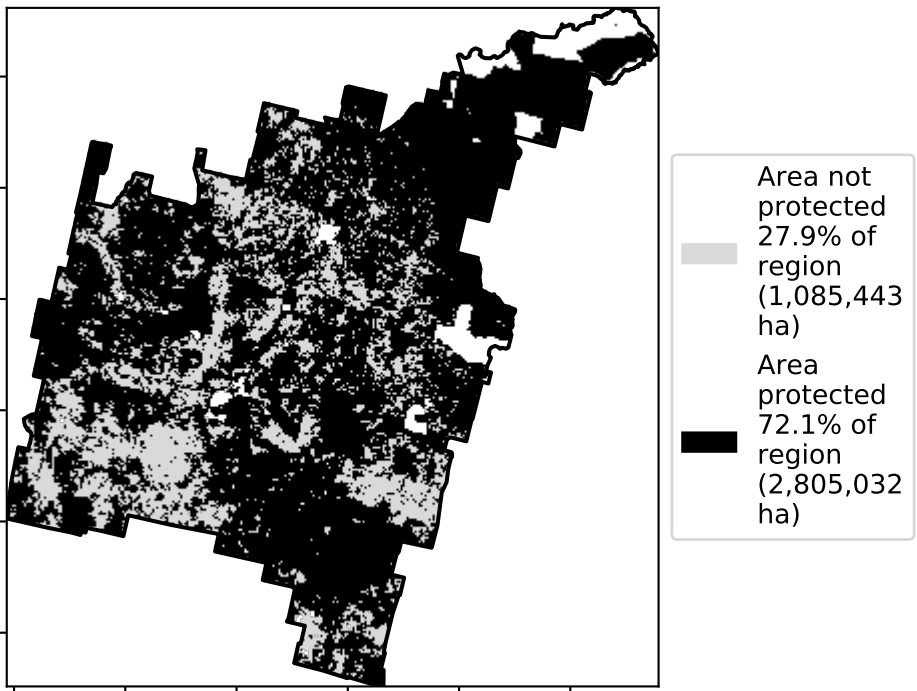 Area not
protected
27.9% of
region
(1,085,443
ha)
Area
protected
72.1% of
region
(2,805,032
ha)